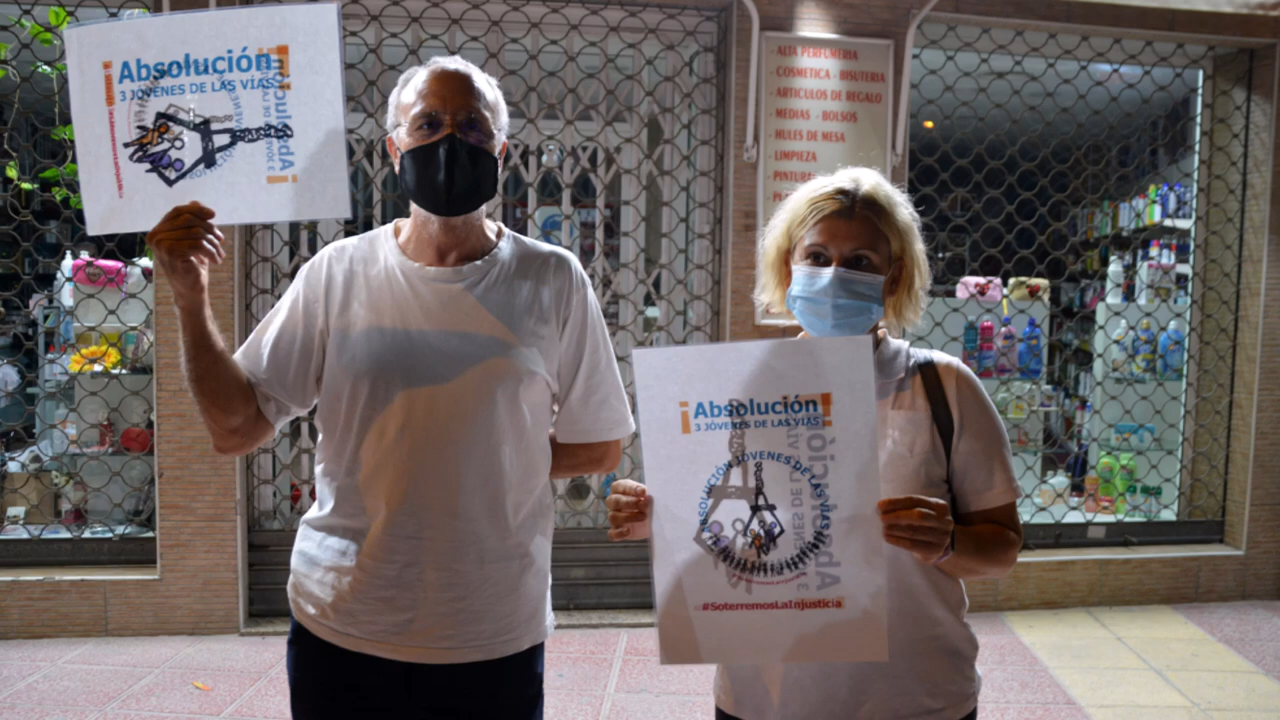 ¡Absolución!
3 JÓVENES DE LAS VÍAS
ALTA PERFUMERIA
COSMETICA - BISUTERIA
ARTICULOS DE REGALO
MEDIAS - BOLSOS
HULES DE MESA
LIMPIEZA
¡Absolución!
3 JÓVENES DE LAS VÍAS
ABSOLUCIÓN JÓVENES DE LAS VÍAS
#SoterremosLaInjusticia